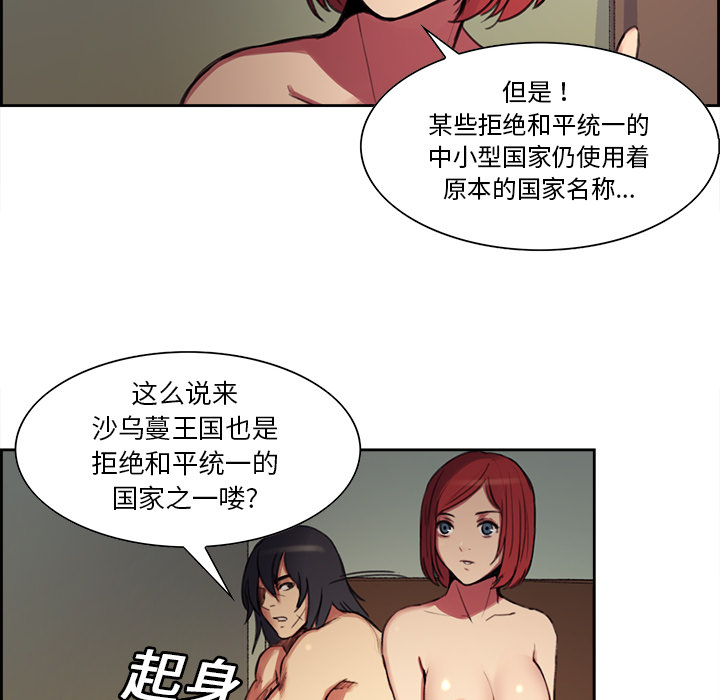 但是！
某些拒绝和平统一的
中小型国家仍使用着
原本的国家名称...
这么说来
沙乌蔓王国也是
拒绝和平统一的
国家之一喽?
起身